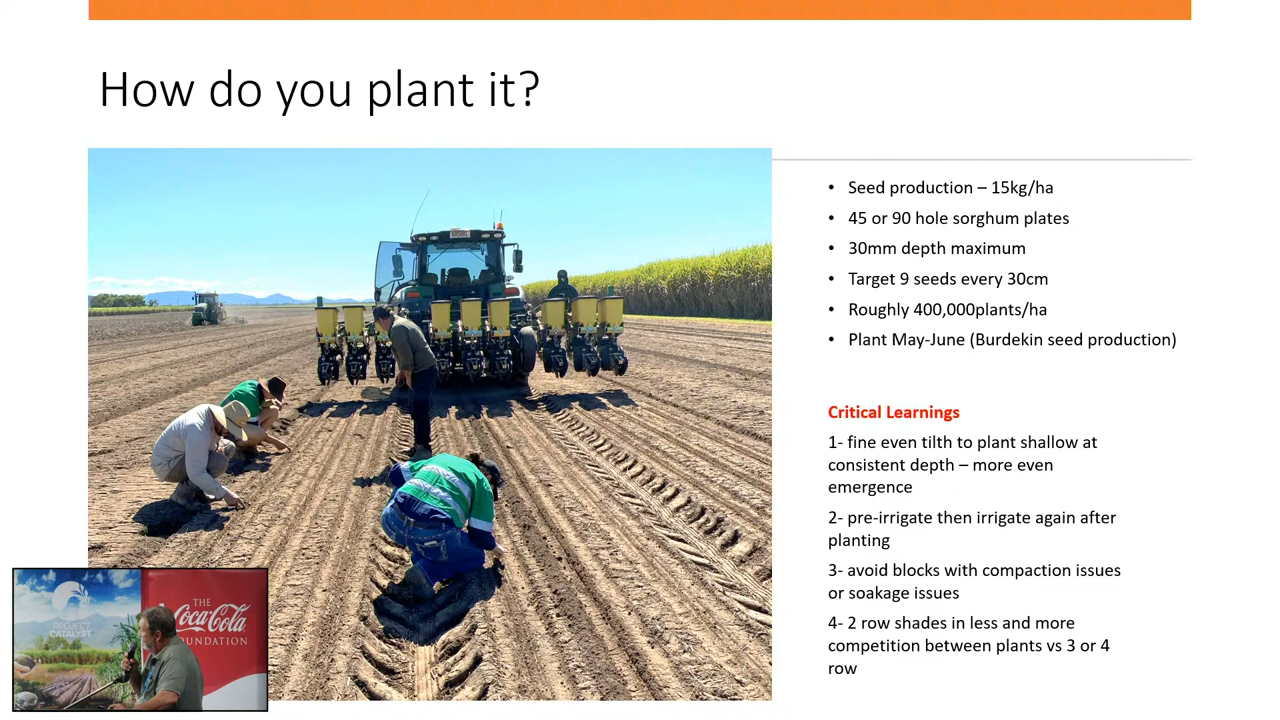 How do you plant it?
• Seed production – 15kg/ha
• 45 or 90 hole sorghum plates
• 30mm depth maximum
• Target 9 seeds every 30cm
• Roughly 400,000plants/ha
• Plant May-June (Burdekin seed production)
Critical Learnings
1- fine even tilth to plant shallow at
consistent depth – more even
emergence
2- pre-irrigate then irrigate again after
planting
3- avoid blocks with compaction issues
or soakage issues
4- 2 row shades in less and more
competition between plants vs 3 or 4
row
PROJECT
CATALYST
THE
Coca-Cola
FOUNDATION